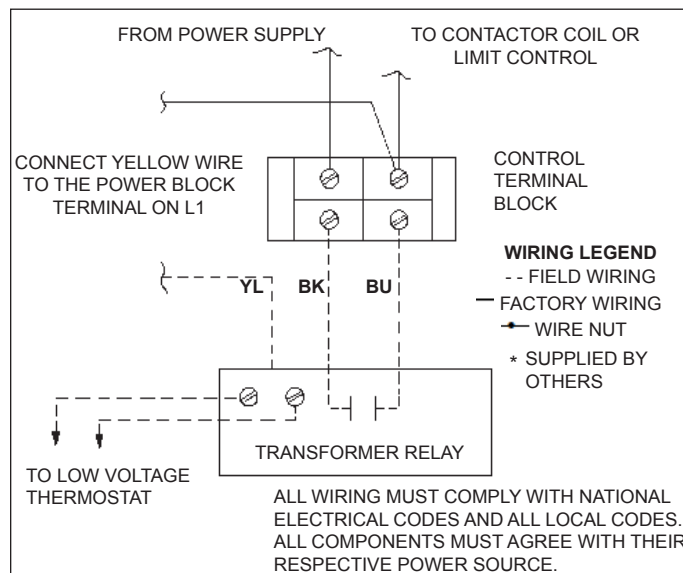 FROM POWER SUPPLY
TO CONTACTOR COIL OR
LIMIT CONTROL
CONNECT YELLOW WIRE
TO THE POWER BLOCK
TERMINAL ON L1
CONTROL
TERMINAL
BLOCK
WIRING LEGEND
- - FIELD WIRING
FACTORY WIRING
WIRE NUT
* SUPPLIED BY
OTHERS
YL BK BU
TRANSFORMER RELAY
TO LOW VOLTAGE
THERMOSTAT
ALL WIRING MUST COMPLY WITH NATIONAL
ELECTRICAL CODES AND ALL LOCAL CODES.
ALL COMPONENTS MUST AGREE WITH THEIR
RESPECTIVE POWER SOURCE.